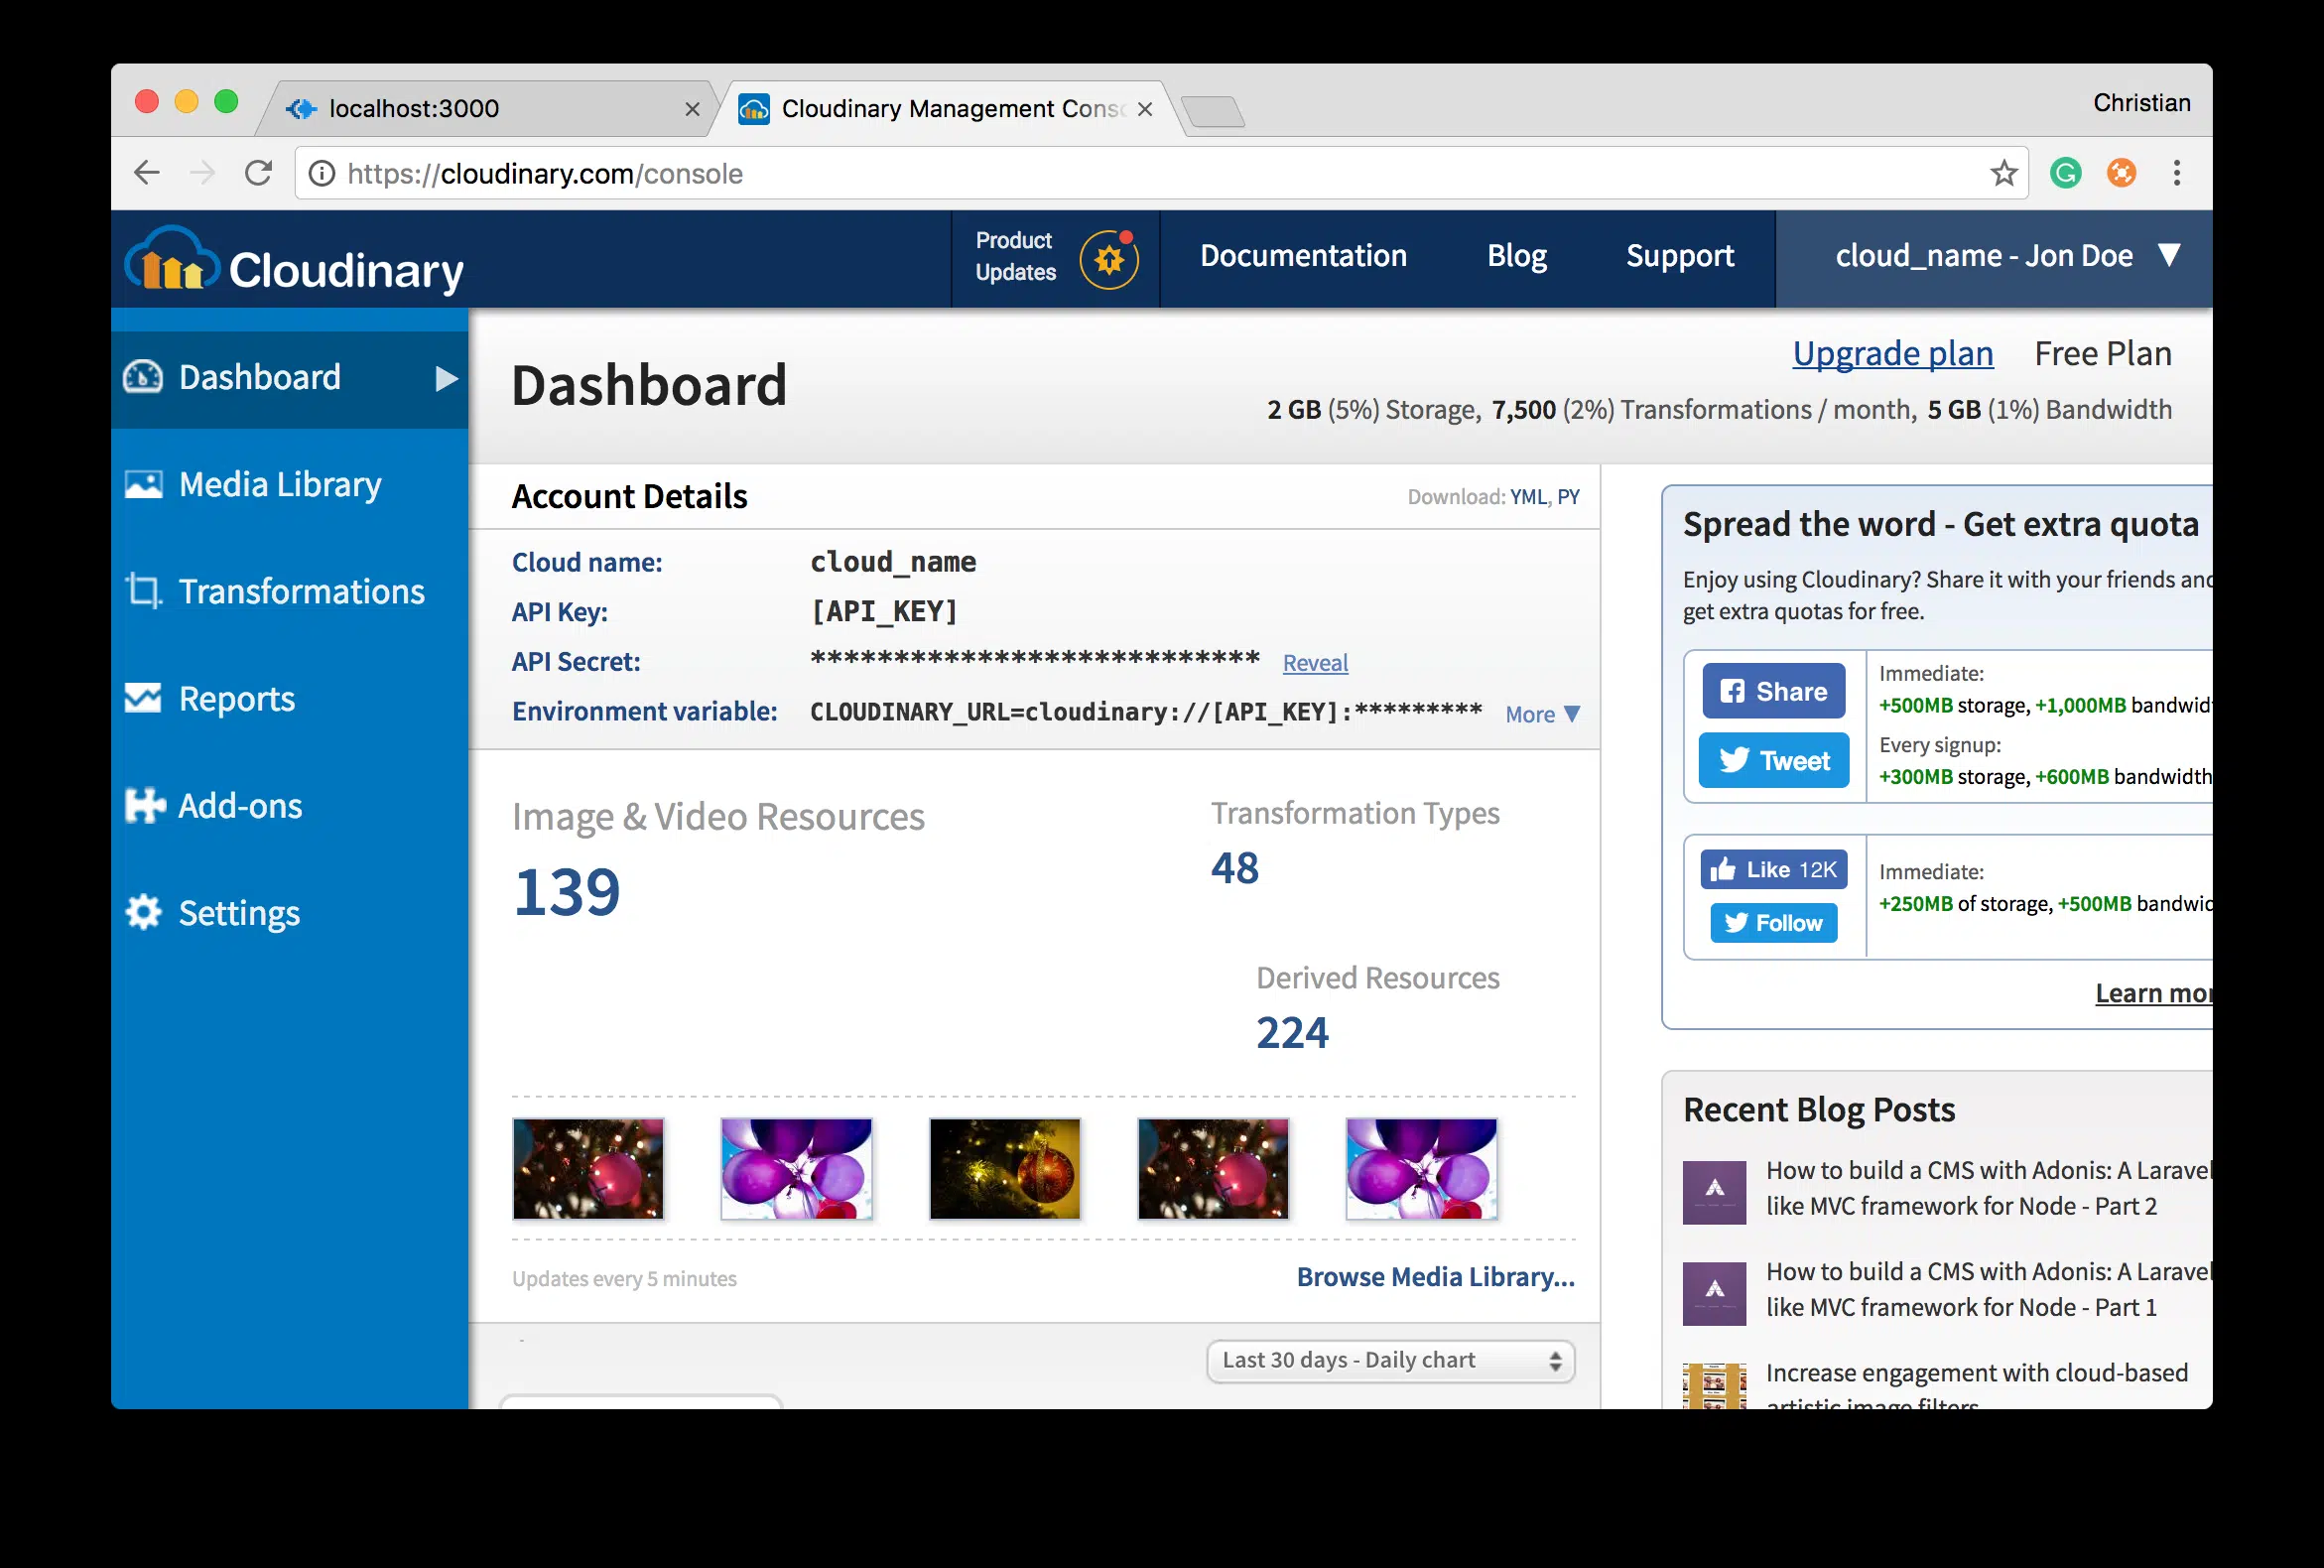 localhost:3000
Cloudinary Management Cons
Christian
https://cloudinary.com/console
Cloudinary
Product
Updates
Documentation
Blog
Support
cloud_name - Jon Doe
Dashboard
Media Library
Transformations
Reports
Add-ons
Settings
Dashboard
Upgrade plan Free Plan
2 GB (5%) Storage, 7,500 (2%) Transformations / month, 5 GB (1%) Bandwidth
Account Details
Download: YML, PY
Cloud name: cloud_name
API Key: [API_KEY]
API Secret: *************************** Reveal
Environment variable: CLOUDINARY_URL=cloudinary://[API_KEY]:********* More
Image & Video Resources
139
Transformation Types
48
Derived Resources
224
Updates every 5 minutes
Browse Media Library...
-
Last 30 days - Daily chart
Spread the word - Get extra quota
Enjoy using Cloudinary? Share it with your friends and
get extra quotas for free.
Share
Tweet
Immediate:
+500MB storage, +1,000MB bandwid
Every signup:
+300MB storage, +600MB bandwidth
Like 12K
Follow
Immediate:
+250MB of storage, +500MB bandwid
Learn mor
Recent Blog Posts
How to build a CMS with Adonis: A Laravel
like MVC framework for Node - Part 2
How to build a CMS with Adonis: A Laravel
like MVC framework for Node - Part 1
Increase engagement with cloud-based
artistic image filters